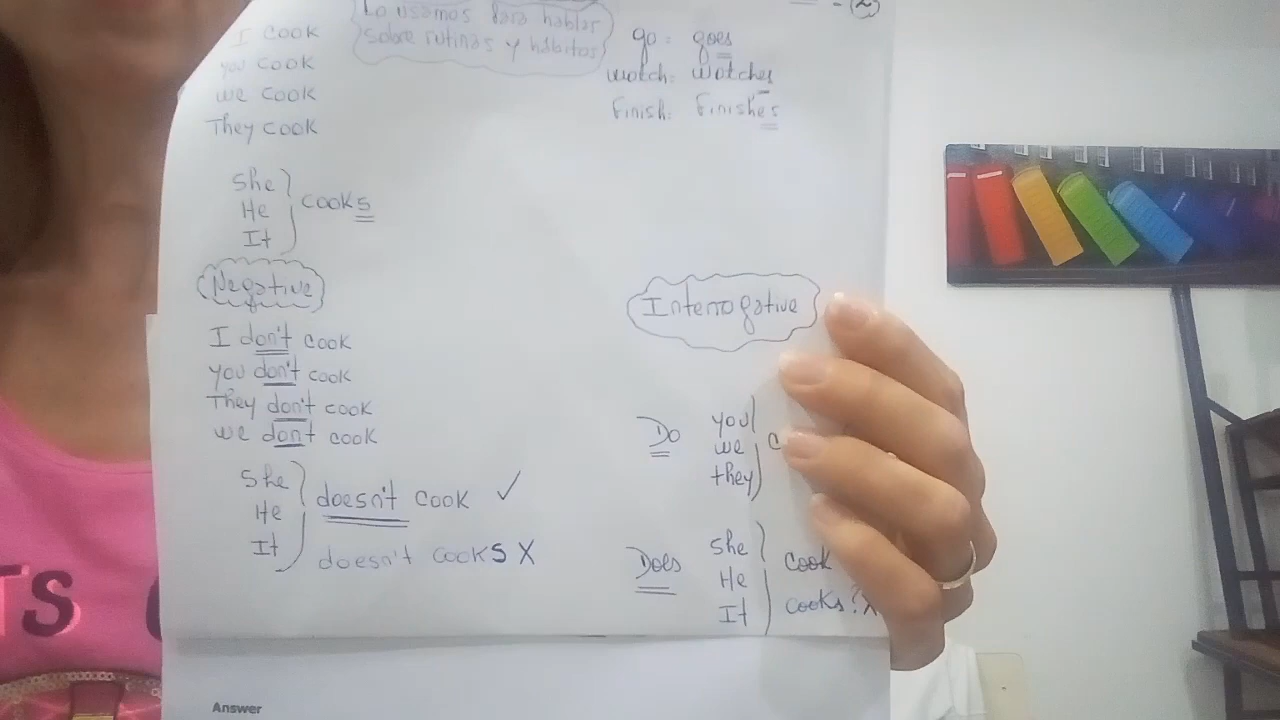 Lo usamos para hablar
sobre rutinas y hábitos
I cook
you cook
we cook
They cook
She
He
It
cooks
go: goes
watch: watches
Finish: Finishes
Negative
I don't cook
you don't cook
They don't cook
we don't cook
She
He
It
doesn't cook ✓
doesn't cooks X
Interrogative
Do
you
we
they
Does
she
He
It
cook
cooks? X
Answer